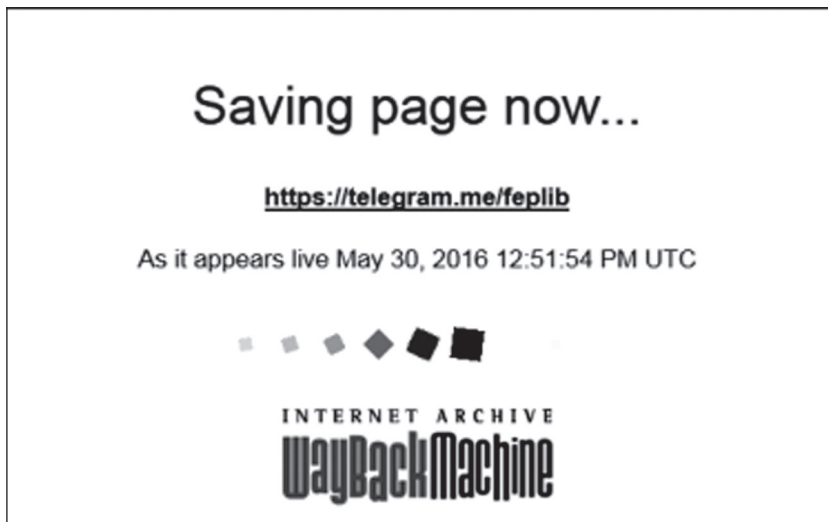 Saving page now...
https://telegram.me/feplib
As it appears live May 30, 2016 12:51:54 PM UTC
INTERNET ARCHIVE
WayBackMachine